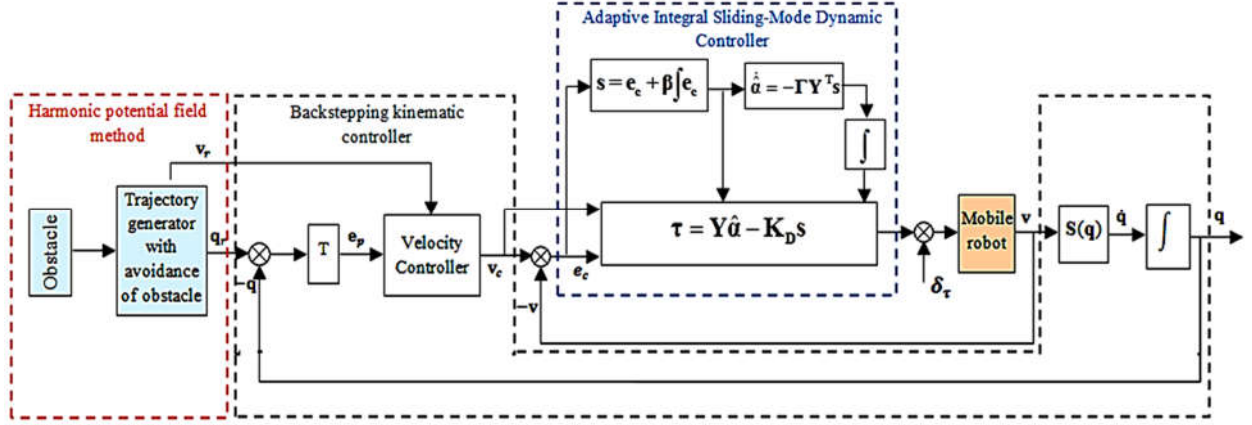 Adaptive Integral Sliding-Mode Dynamic
Controller
Harmonic potential field
method
Backstepping kinematic
controller
s = e_c + β∫e_c
α̂̇ = −ΓY^T s
∫
v_r
Obstacle
Trajectory
generator
with
avoidance
of obstacle
q_r
−q
T
e_p
Velocity
Controller
v_c
−v
e_c
τ = Yα̂ − K_D s
δ_τ
Mobile
robot
v
S(q)
q̇
∫
q